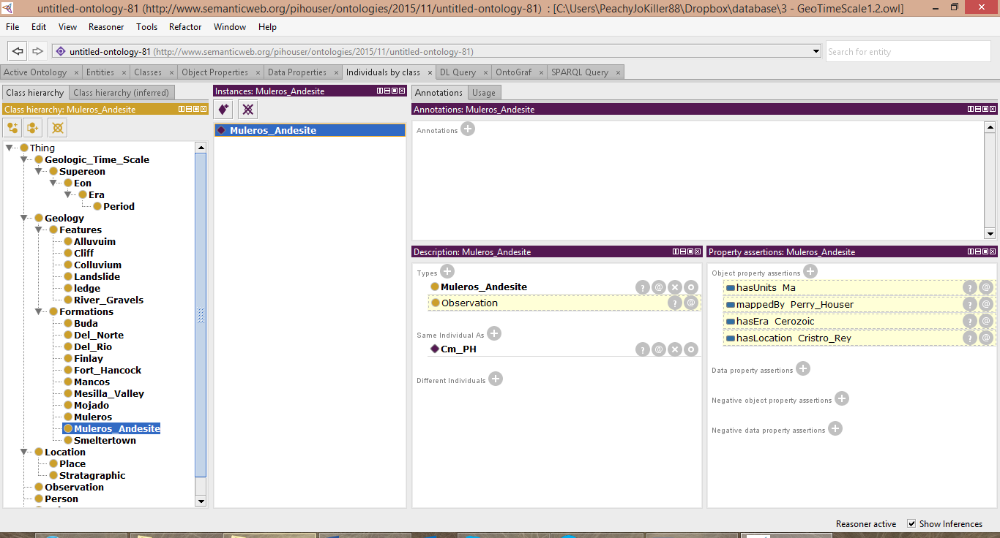 untitled-ontology-81 (http://www.semanticweb.org/pihouser/ontologies/2015/11/untitled-ontology-81) : [C:\Users\PeachyJoKiller88\Dropbox\database\3 - GeoTimeScale1.2.owl]
File Edit View Reasoner Tools Refactor Window Help
untitled-ontology-81 (http://www.semanticweb.org/pihouser/ontologies/2015/11/untitled-ontology-81)
Search for entity
Active Ontology × Entities × Classes × Object Properties × Data Properties × Individuals by class × DL Query × OntoGraf × SPARQL Query ×
Class hierarchy Class hierarchy (inferred)
Class hierarchy: Muleros_Andesite
Thing
Geologic_Time_Scale
Supereon
Eon
Era
Period
Geology
Features
Alluvuim
Cliff
Colluvium
Landslide
ledge
River_Gravels
Formations
Buda
Del_Norte
Del_Rio
Finlay
Fort_Hancock
Mancos
Mesilla_Valley
Mojado
Muleros
Muleros_Andesite
Smeltertown
Location
Place
Stratagraphic
Observation
Person
Instances: Muleros_Andesite
Muleros_Andesite
Annotations Usage
Annotations: Muleros_Andesite
Annotations
Description: Muleros_Andesite
Types
Muleros_Andesite
Observation
Same Individual As
Cm_PH
Different Individuals
Property assertions: Muleros_Andesite
Object property assertions
hasUnits Ma
mappedBy Perry_Houser
hasEra Cerozoic
hasLocation Cristro_Rey
Data property assertions
Negative object property assertions
Negative data property assertions
Reasoner active Show Inferences